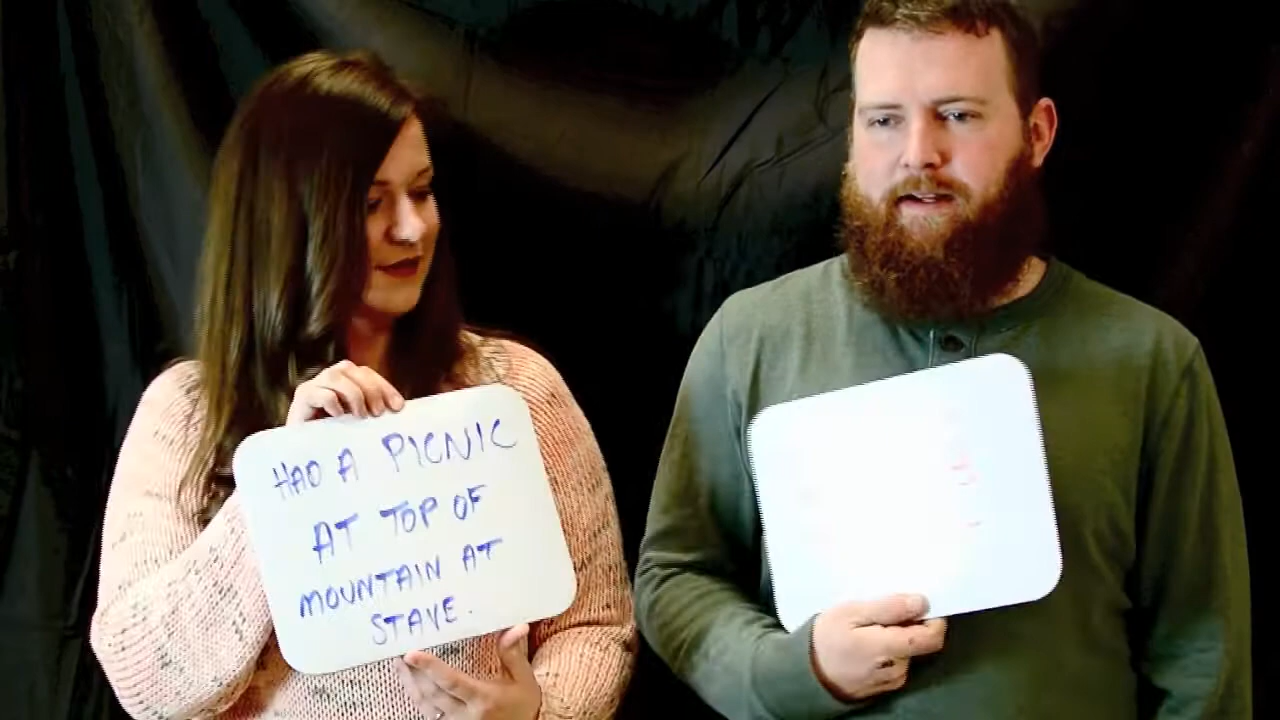 HAD A PICNIC
AT TOP OF
MOUNTAIN AT
STAVE.